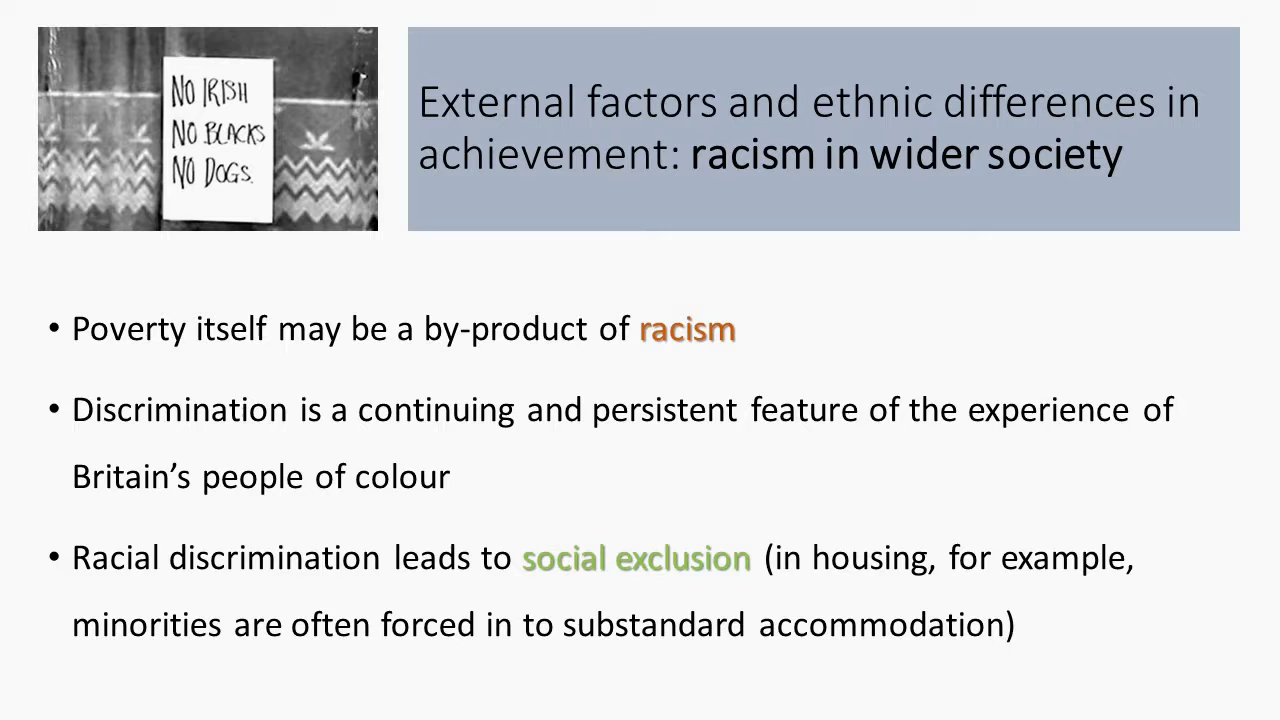 NO IRISH
NO BLACKS
NO DOGS.
External factors and ethnic differences in
achievement: racism in wider society
• Poverty itself may be a by-product of racism
• Discrimination is a continuing and persistent feature of the experience of
Britain’s people of colour
• Racial discrimination leads to social exclusion (in housing, for example,
minorities are often forced in to substandard accommodation)